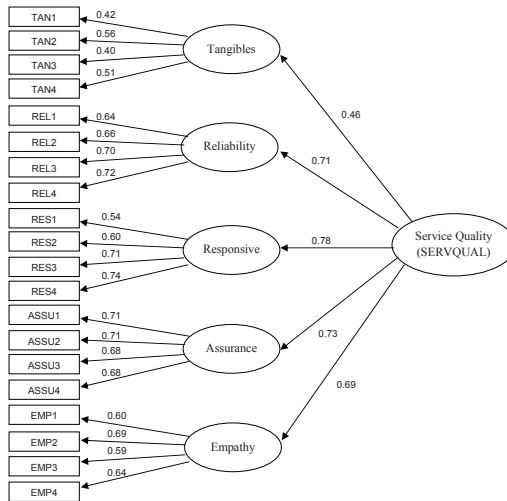 TAN1
0.42
TAN2
0.56
TAN3
0.40
TAN4
0.51
Tangibles
0.46
REL1
0.64
REL2
0.66
REL3
0.70
REL4
0.72
Reliability
0.71
RES1
0.54
RES2
0.60
RES3
0.71
RES4
0.74
Responsive
0.78
Service Quality
(SERVQUAL)
ASSU1
0.71
ASSU2
0.71
ASSU3
0.68
ASSU4
0.68
Assurance
0.73
EMP1
0.60
EMP2
0.69
EMP3
0.59
EMP4
0.64
Empathy
0.69